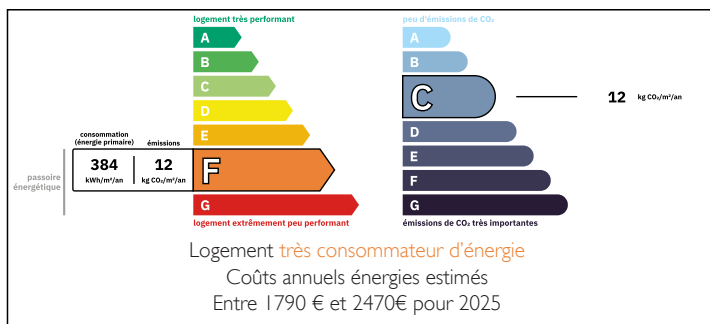 logement très performant
A
B
C
D
E
consommation
(énergie primaire)
émissions
384
kWh/m²/an
12
kg CO₂/m²/an
F
passoire
énergétique
G
logement extrêmement peu performant
peu d'émissions de CO₂
A
B
C
12 kg CO₂/m²/an
D
E
F
G
émissions de CO₂ très importantes
Logement très consommateur d'énergie
Coûts annuels énergies estimés
Entre 1790 € et 2470€ pour 2025